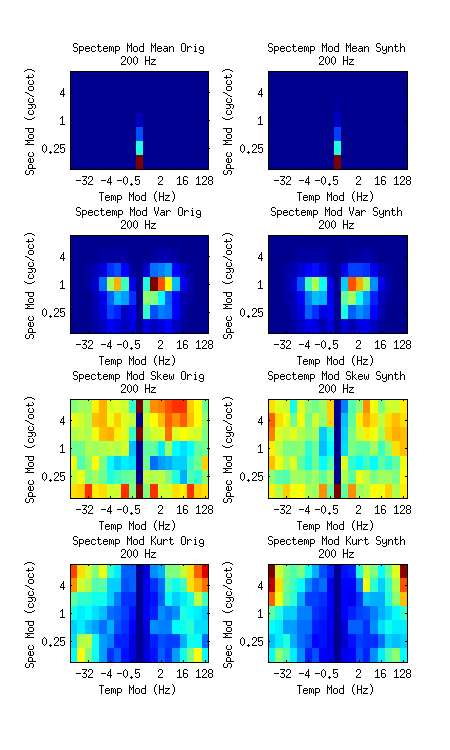 Spectemp Mod Mean Orig
200 Hz
Spec Mod (cyc/oct)
4
1
0.25
-32 -4 -0.5 2 16 128
Temp Mod (Hz)
Spectemp Mod Mean Synth
200 Hz
Spec Mod (cyc/oct)
4
1
0.25
-32 -4 -0.5 2 16 128
Temp Mod (Hz)
Spectemp Mod Var Orig
200 Hz
Spec Mod (cyc/oct)
4
1
0.25
-32 -4 -0.5 2 16 128
Temp Mod (Hz)
Spectemp Mod Var Synth
200 Hz
Spec Mod (cyc/oct)
4
1
0.25
-32 -4 -0.5 2 16 128
Temp Mod (Hz)
Spectemp Mod Skew Orig
200 Hz
Spec Mod (cyc/oct)
4
1
0.25
-32 -4 -0.5 2 16 128
Temp Mod (Hz)
Spectemp Mod Skew Synth
200 Hz
Spec Mod (cyc/oct)
4
1
0.25
-32 -4 -0.5 2 16 128
Temp Mod (Hz)
Spectemp Mod Kurt Orig
200 Hz
Spec Mod (cyc/oct)
4
1
0.25
-32 -4 -0.5 2 16 128
Temp Mod (Hz)
Spectemp Mod Kurt Synth
200 Hz
Spec Mod (cyc/oct)
4
1
0.25
-32 -4 -0.5 2 16 128
Temp Mod (Hz)